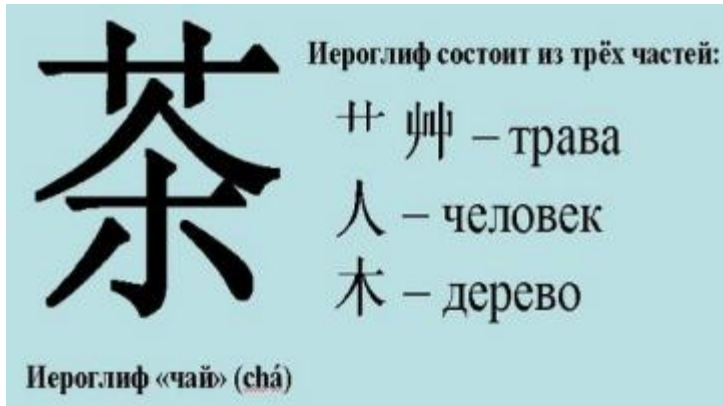 茶
Иероглиф состоит из трёх частей:
艹 艸 – трава
人 – человек
木 – дерево
Иероглиф «чай» (chá)